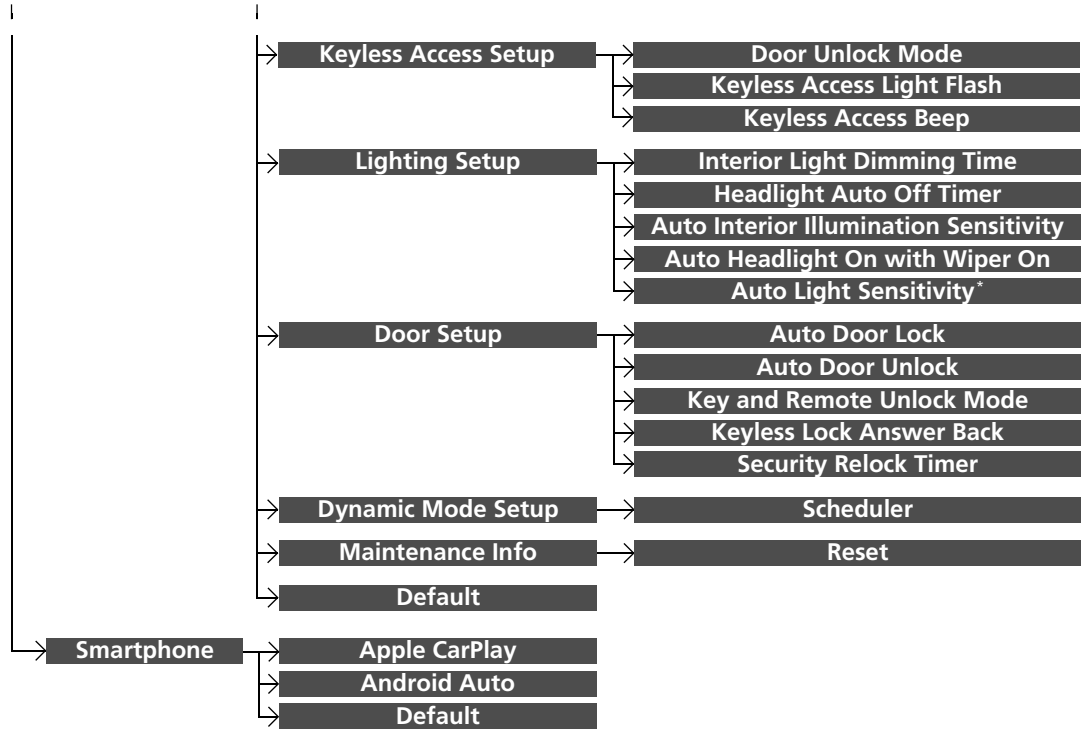 Keyless Access Setup
Door Unlock Mode
Keyless Access Light Flash
Keyless Access Beep
Lighting Setup
Interior Light Dimming Time
Headlight Auto Off Timer
Auto Interior Illumination Sensitivity
Auto Headlight On with Wiper On
Auto Light Sensitivity*
Door Setup
Auto Door Lock
Auto Door Unlock
Key and Remote Unlock Mode
Keyless Lock Answer Back
Security Relock Timer
Dynamic Mode Setup
Scheduler
Maintenance Info
Reset
Default
Smartphone
Apple CarPlay
Android Auto
Default